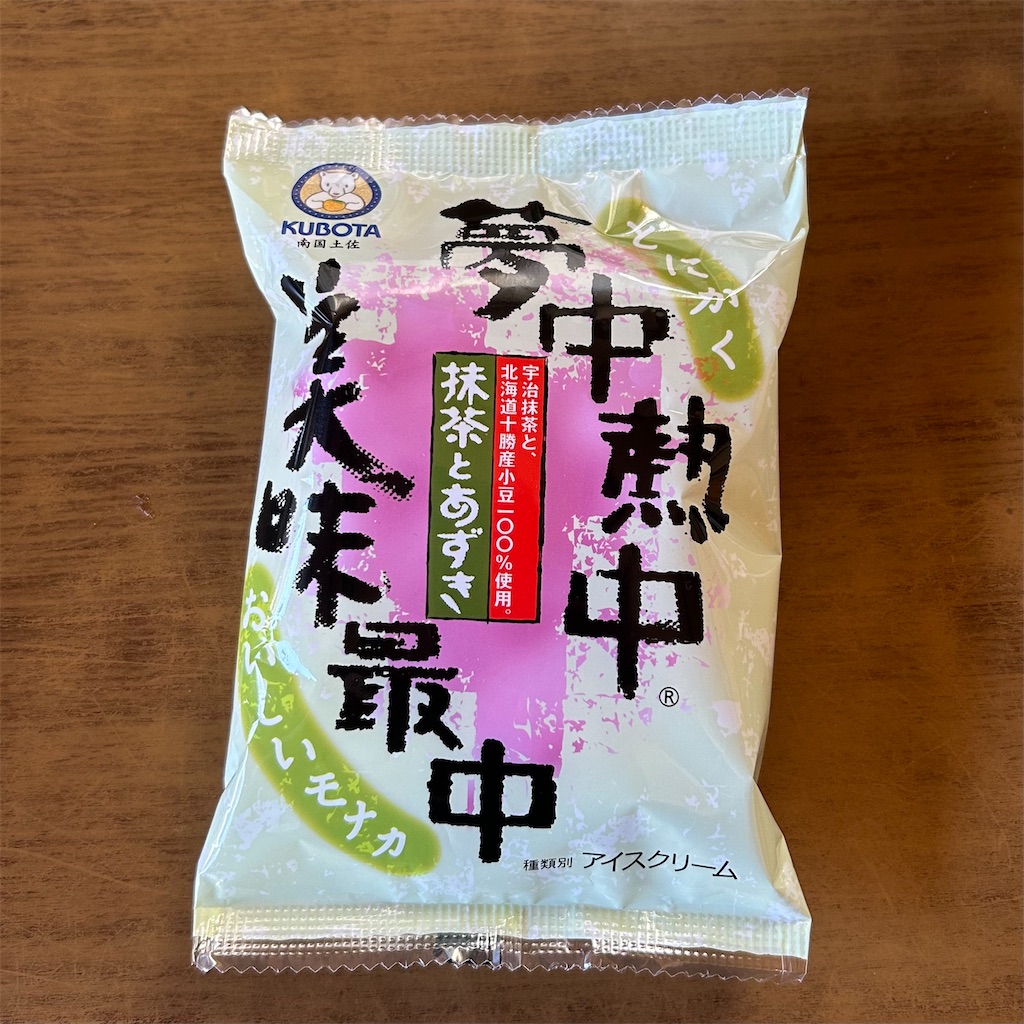 KUBOTA
南国土佐
とにかく
夢中熱中
®
宇治抹茶と、
北海道十勝産小豆一〇〇%使用。
抹茶とあずき
美味最中
おいしいモナカ
種類別 アイスクリーム